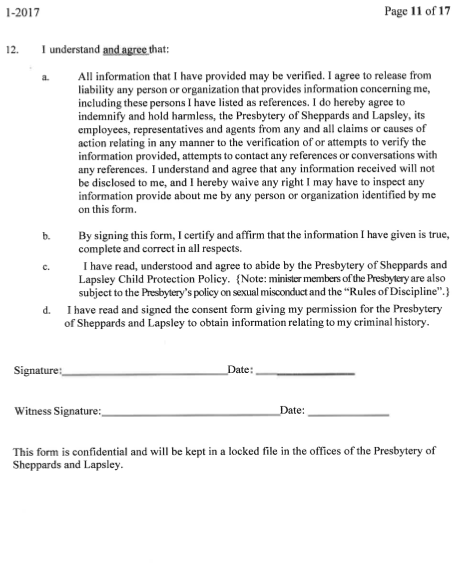 1-2017 Page 11 of 17
12. I understand and agree that:
a. All information that I have provided may be verified. I agree to release from
liability any person or organization that provides information concerning me,
including these persons I have listed as references. I do hereby agree to
indemnify and hold harmless, the Presbytery of Sheppards and Lapsley, its
employees, representatives and agents from any and all claims or causes of
action relating in any manner to the verification of or attempts to verify the
information provided, attempts to contact any references or conversations with
any references. I understand and agree that any information received will not
be disclosed to me, and I hereby waive any right I may have to inspect any
information provide about me by any person or organization identified by me
on this form.
b. By signing this form, I certify and affirm that the information I have given is true,
complete and correct in all respects.
c. I have read, understood and agree to abide by the Presbytery of Sheppards and
Lapsley Child Protection Policy. {Note: minister members of the Presbytery are also
subject to the Presbytery's policy on sexual misconduct and the “Rules of Discipline”.}
d. I have read and signed the consent form giving my permission for the Presbytery
of Sheppards and Lapsley to obtain information relating to my criminal history.
Signature: Date:
Witness Signature: Date:
This form is confidential and will be kept in a locked file in the offices of the Presbytery of
Sheppards and Lapsley.